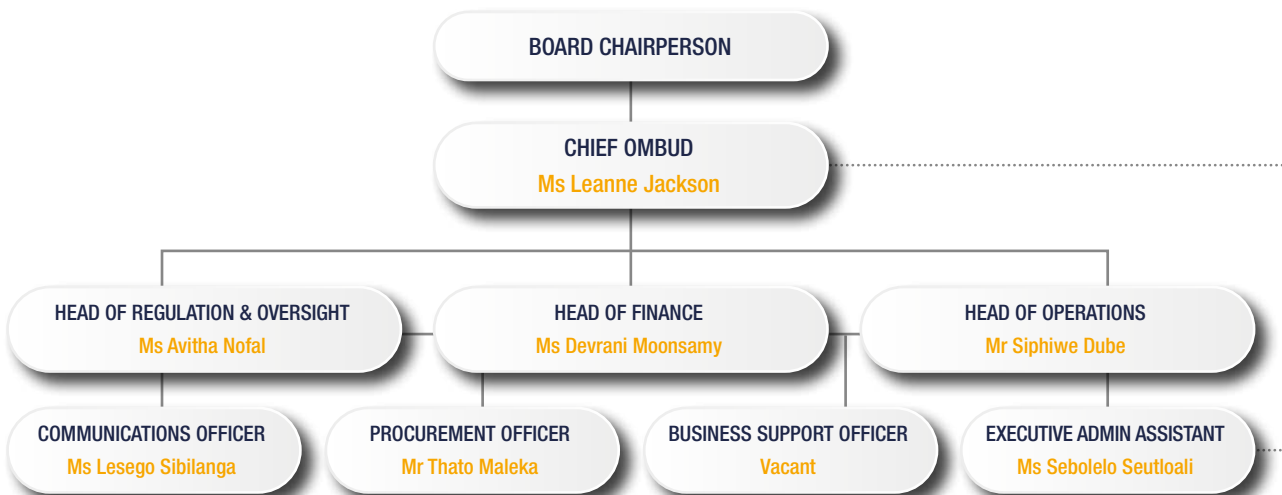 BOARD CHAIRPERSON
CHIEF OMBUD
Ms Leanne Jackson
HEAD OF REGULATION & OVERSIGHT
Ms Avitha Nofal
HEAD OF FINANCE
Ms Devrani Moonsamy
HEAD OF OPERATIONS
Mr Siphiwe Dube
COMMUNICATIONS OFFICER
Ms Lesego Sibilanga
PROCUREMENT OFFICER
Mr Thato Maleka
BUSINESS SUPPORT OFFICER
Vacant
EXECUTIVE ADMIN ASSISTANT
Ms Sebolelo Seutloali